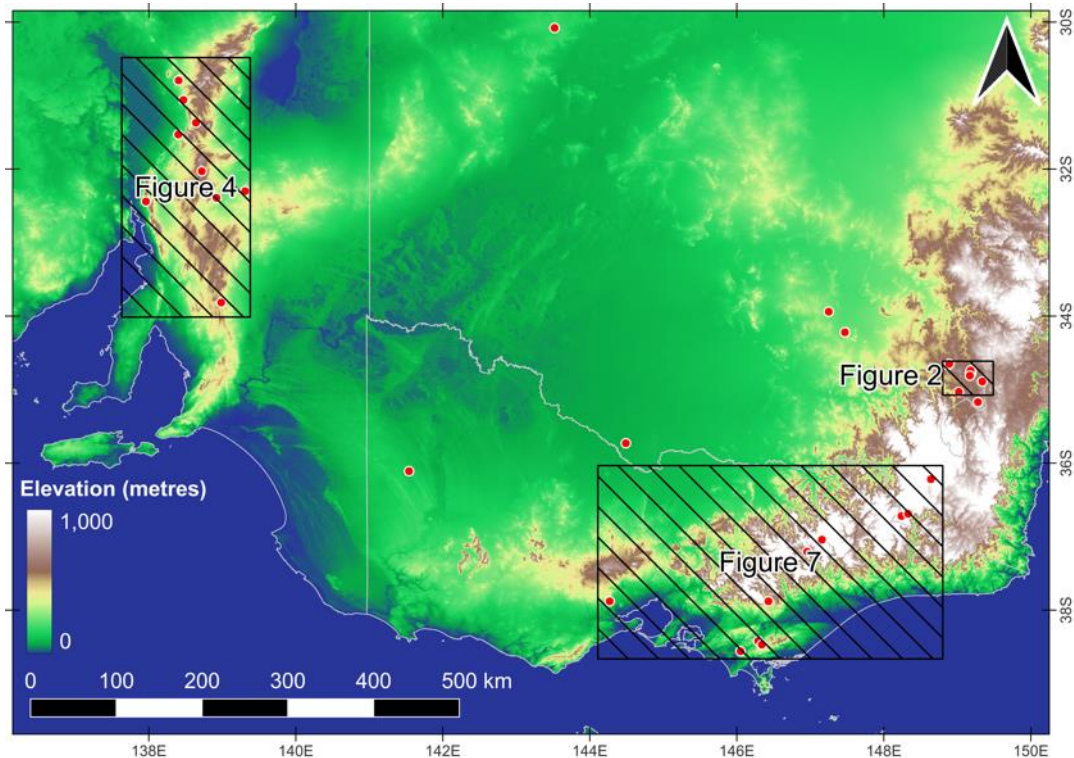 30S
32S
Figure 4
34S
Figure 2
36S
Elevation (metres)
1,000
0
Figure 7
38S
0 100 200 300 400 500 km
138E 140E 142E 144E 146E 148E 150E